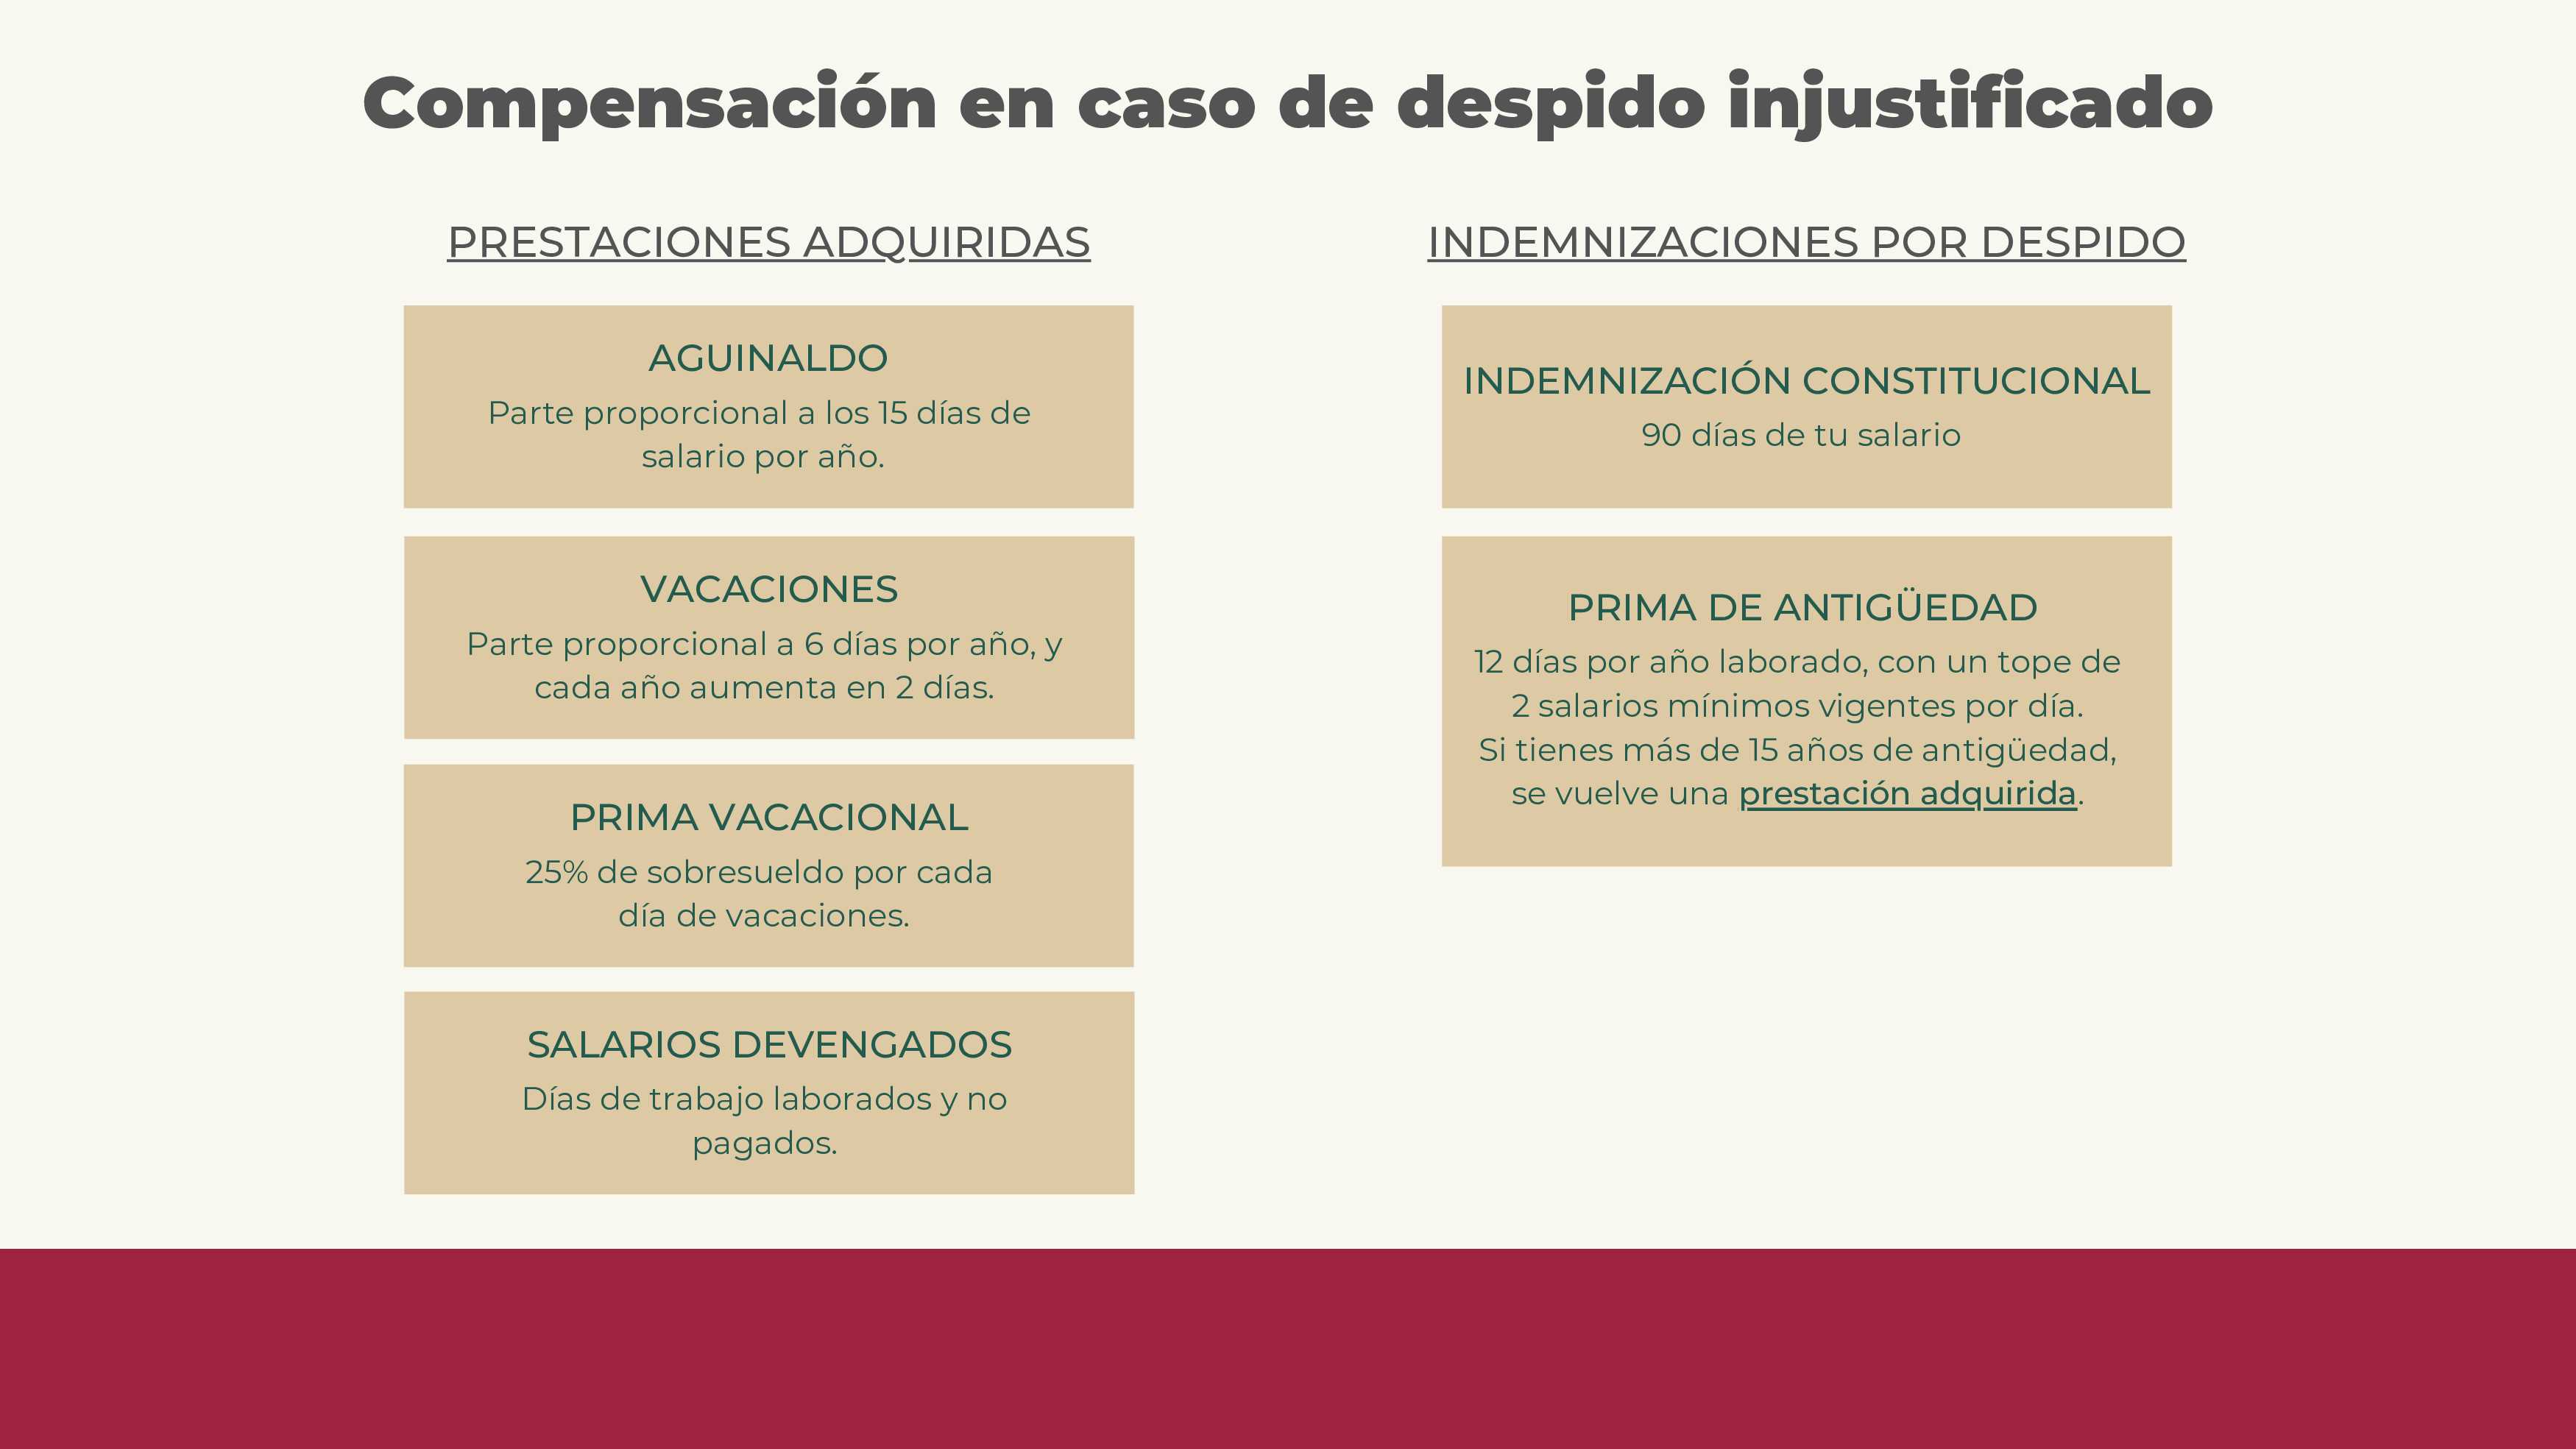 Compensación en caso de despido injustificado
PRESTACIONES ADQUIRIDAS
AGUINALDO
Parte proporcional a los 15 días de
salario por año.
VACACIONES
Parte proporcional a 6 días por año, y
cada año aumenta en 2 días.
PRIMA VACACIONAL
25% de sobresueldo por cada
día de vacaciones.
SALARIOS DEVENGADOS
Días de trabajo laborados y no
pagados.
INDEMNIZACIONES POR DESPIDO
INDEMNIZACIÓN CONSTITUCIONAL
90 días de tu salario
PRIMA DE ANTIGÜEDAD
12 días por año laborado, con un tope de
2 salarios mínimos vigentes por día.
Si tienes más de 15 años de antigüedad,
se vuelve una prestación adquirida.